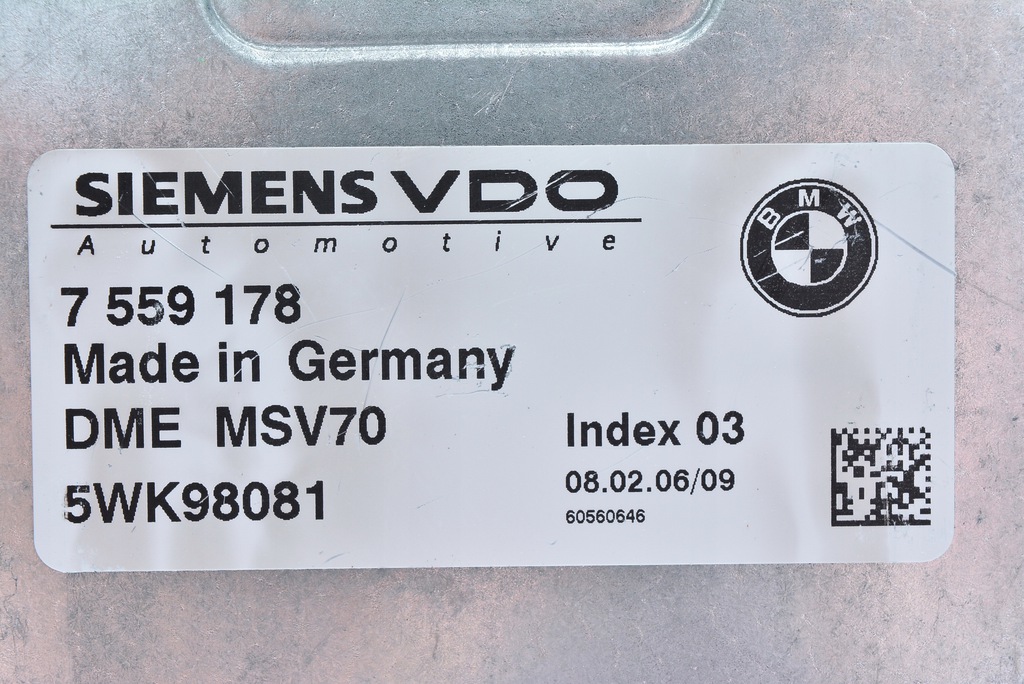 SIEMENS VDO
Automotive
BMW
7 559 178
Made in Germany
DME MSV70
Index 03
5WK98081
08.02.06/09
60560646